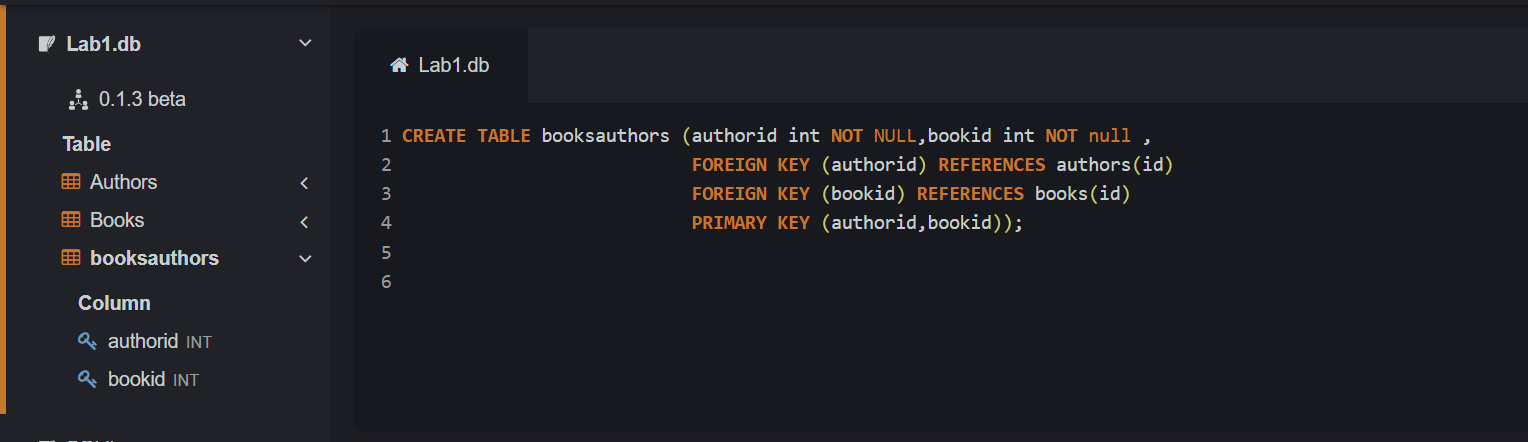 Lab1.db
0.1.3 beta
Table
Authors
Books
booksauthors
Column
authorid INT
bookid INT
Lab1.db
1 CREATE TABLE booksauthors (authorid int NOT NULL,bookid int NOT null ,
2 FOREIGN KEY (authorid) REFERENCES authors(id)
3 FOREIGN KEY (bookid) REFERENCES books(id)
4 PRIMARY KEY (authorid,bookid));
5
6